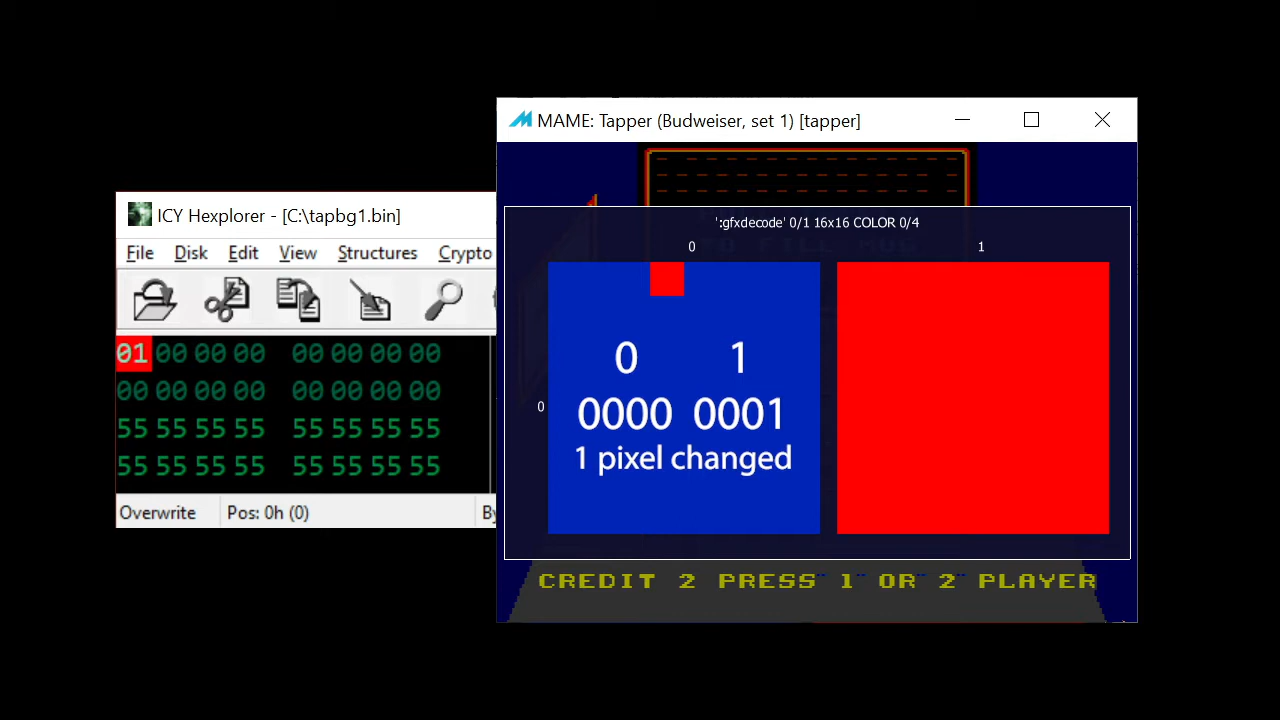 MAME: Tapper (Budweiser, set 1) [tapper]
ICY Hexplorer - [C:\tapbg1.bin]
File Disk Edit View Structures Crypto
01 00 00 00 00 00 00 00
00 00 00 00 00 00 00 00
55 55 55 55 55 55 55 55
55 55 55 55 55 55 55 55
Overwrite Pos: 0h (0) By
':gfxdecode' 0/1 16x16 COLOR 0/4
0 1
0
0 1
0000 0001
1 pixel changed
CREDIT 2 PRESS 1 OR 2 PLAYER